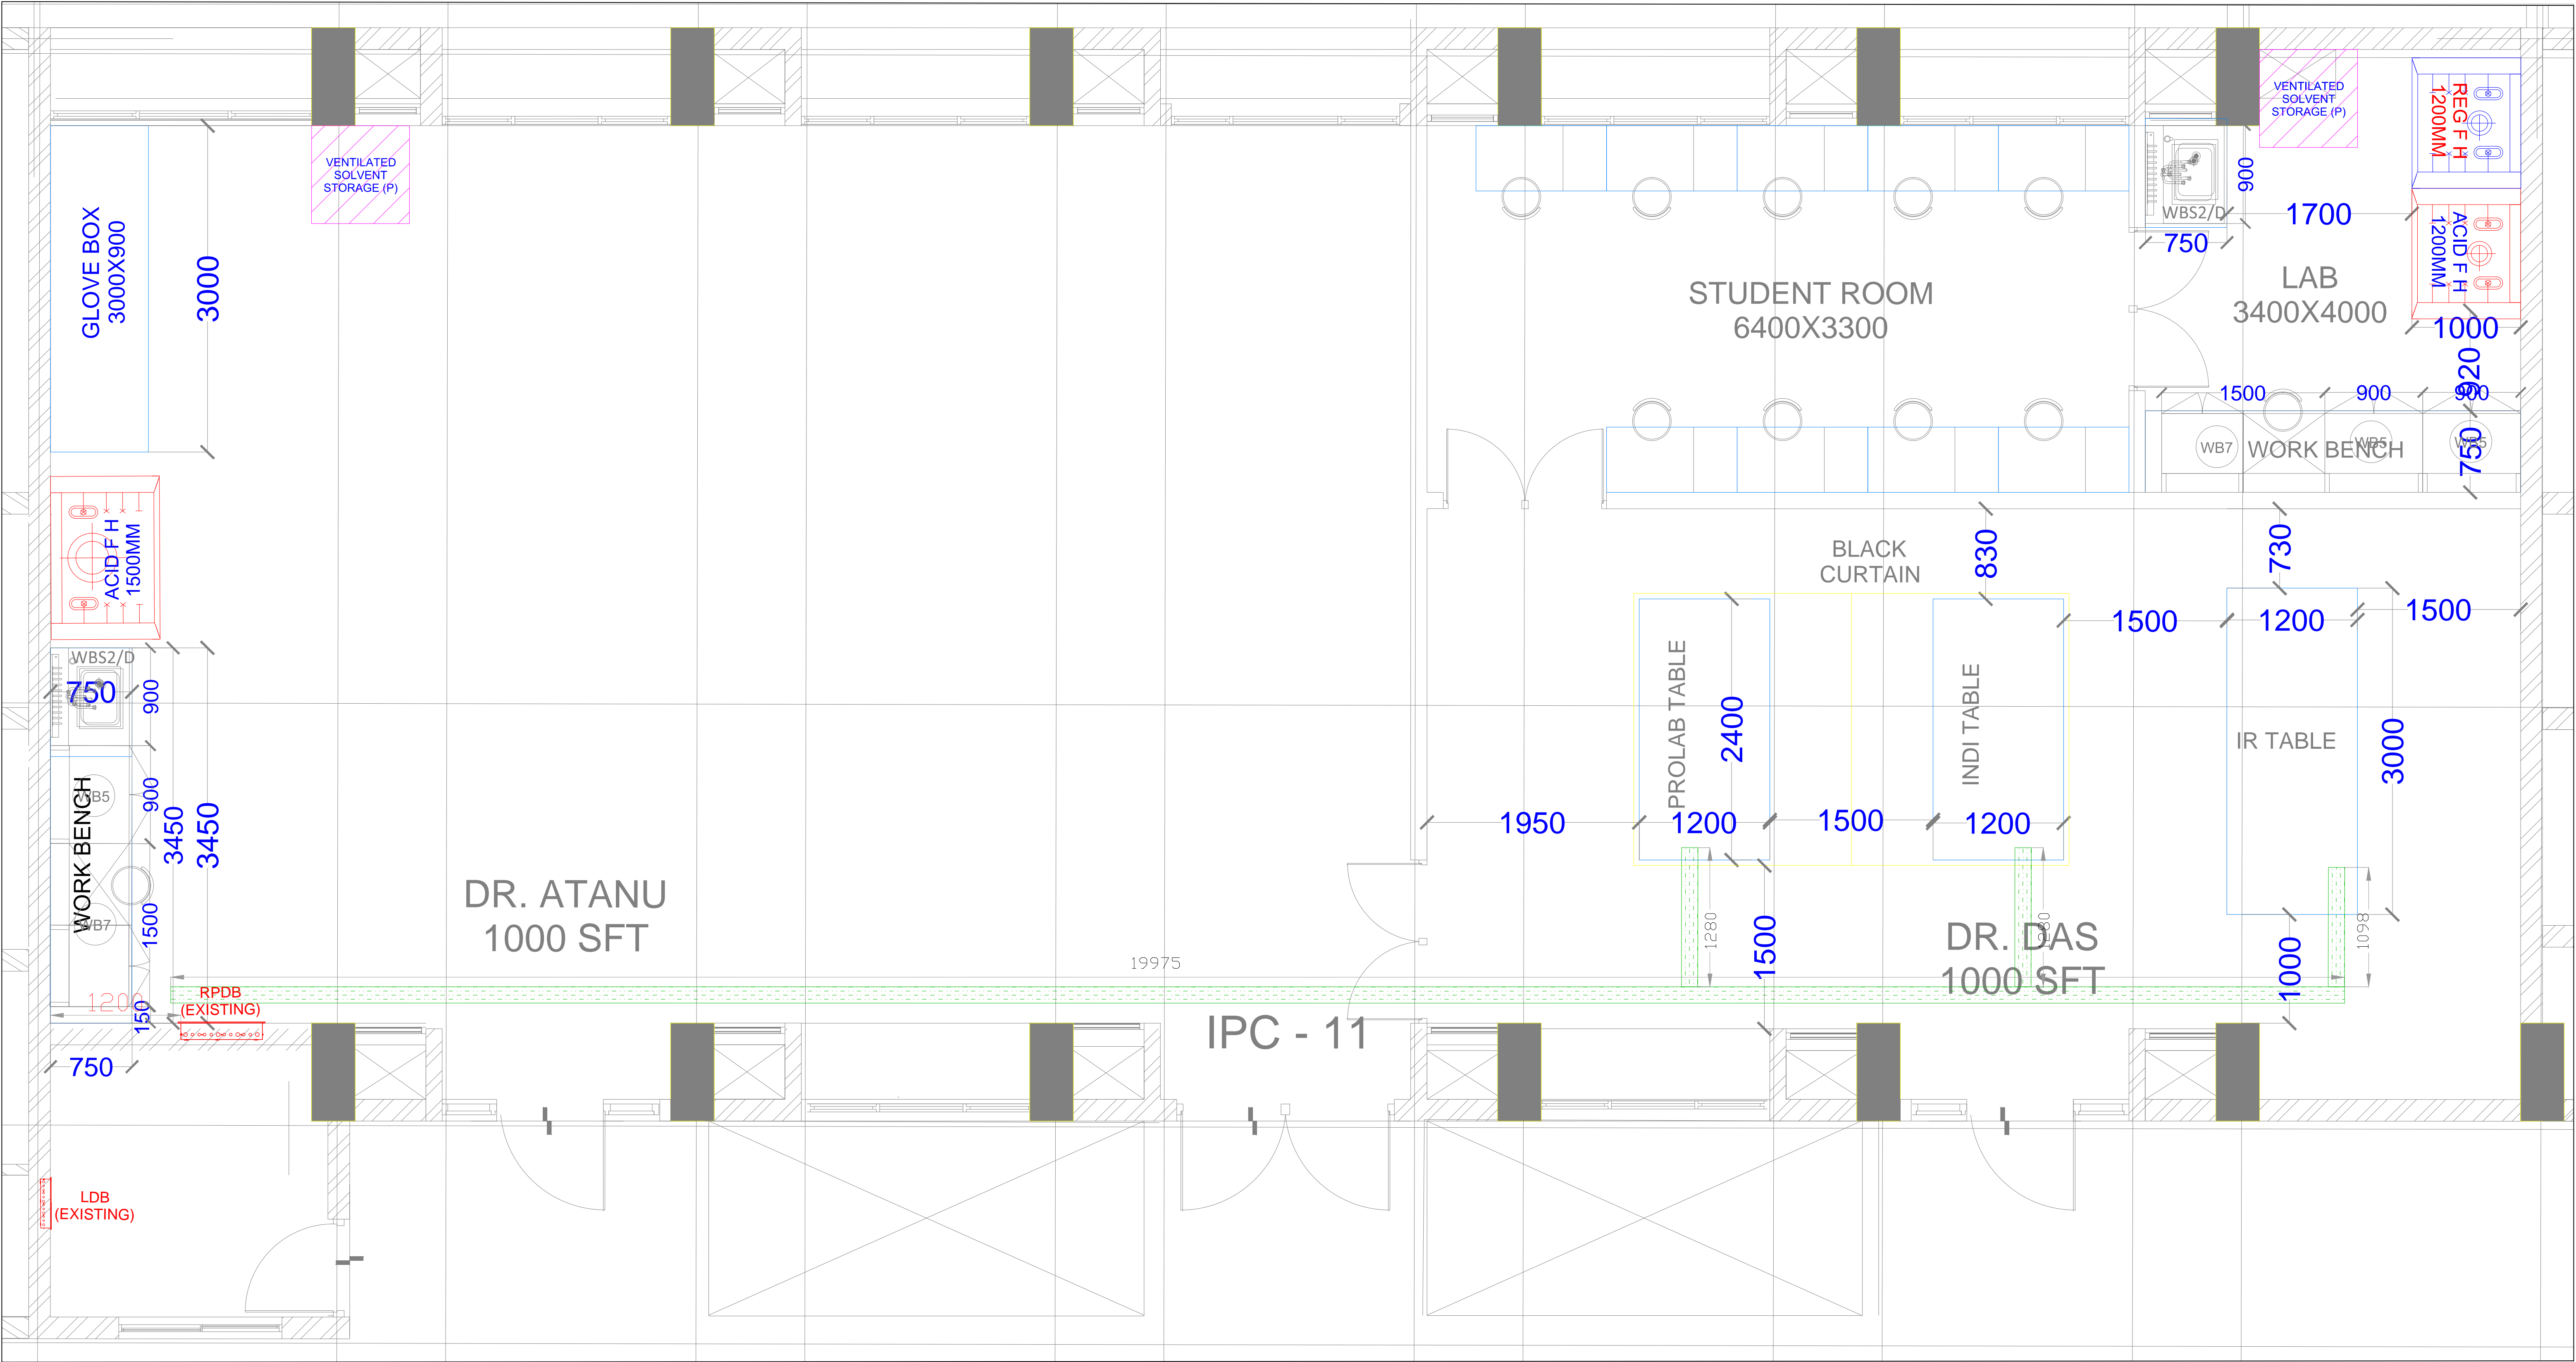 VENTILATED
SOLVENT
STORAGE (P)
GLOVE BOX
3000X900
3000
ACID F H
1500MM
WBS2/D
750
900
WB5
900
WORK BENCH
3450
3450
WB7
1500
1200
150
RPDB
(EXISTING)
750
LDB
(EXISTING)
DR. ATANU
1000 SFT
19975
IPC - 11
STUDENT ROOM
6400X3300
WBS2/D
900
750
1700
VENTILATED
SOLVENT
STORAGE (P)
REG F H
1200MM
ACID F H
1200MM
LAB
3400X4000
1000
920
1500
900
900
WB7
WORK BENCH
WB5
WB5
750
BLACK
CURTAIN
830
730
1500
1200
1500
PROLAB TABLE
2400
INDI TABLE
IR TABLE
3000
1950
1200
1500
1200
1280
1500
1280
1098
DR. DAS
1000 SFT
1000